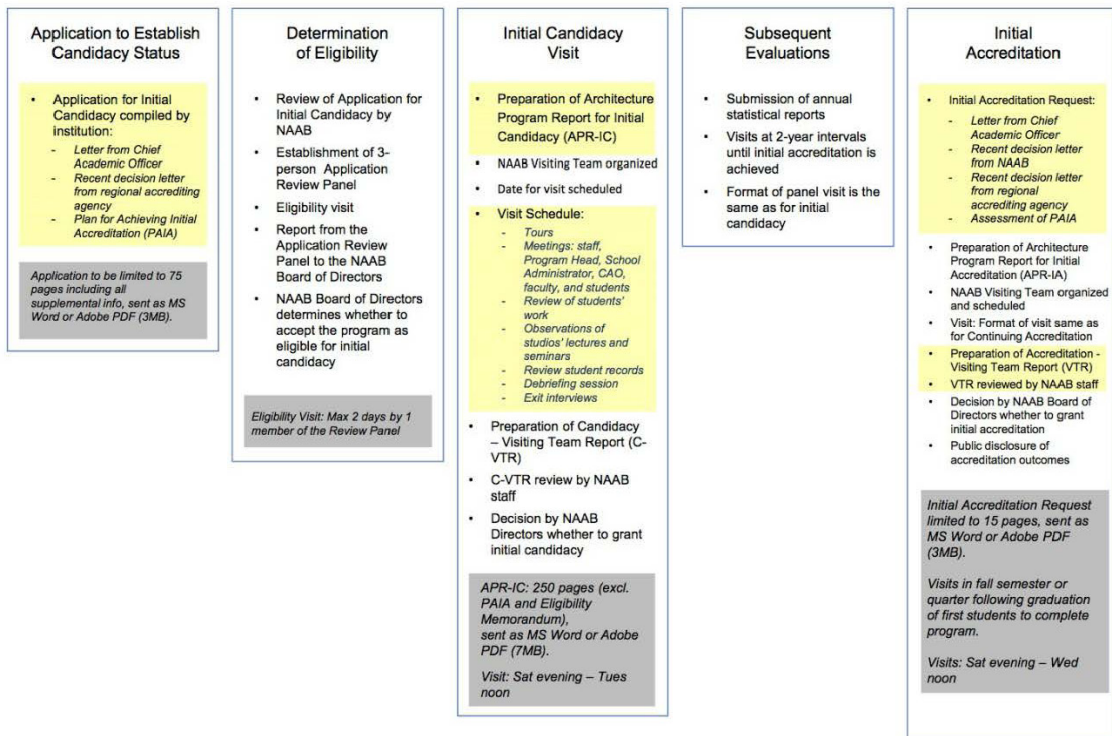 Application to Establish
Candidacy Status
• Application for Initial
Candidacy compiled by
institution:
- Letter from Chief
Academic Officer
- Recent decision letter
from regional accrediting
agency
- Plan for Achieving Initial
Accreditation (PAIA)
Application to be limited to 75
pages including all
supplemental info, sent as MS
Word or Adobe PDF (3MB).
Determination
of Eligibility
• Review of Application for
Initial Candidacy by
NAAB
• Establishment of 3-
person Application
Review Panel
• Eligibility visit
• Report from the
Application Review
Panel to the NAAB
Board of Directors
• NAAB Board of Directors
determines whether to
accept the program as
eligible for initial
candidacy
Eligibility Visit: Max 2 days by 1
member of the Review Panel
Initial Candidacy
Visit
• Preparation of Architecture
Program Report for Initial
Candidacy (APR-IC)
• NAAB Visiting Team organized
• Date for visit scheduled
• Visit Schedule:
- Tours
- Meetings: staff,
Program Head, School
Administrator, CAO,
faculty, and students
- Review of students'
work
- Observations of
studios' lectures and
seminars
- Review student records
- Debriefing session
- Exit interviews
• Preparation of Candidacy
– Visiting Team Report (C-
VTR)
• C-VTR review by NAAB
staff
• Decision by NAAB
Directors whether to grant
initial candidacy
APR-IC: 250 pages (excl.
PAIA and Eligibility
Memorandum),
sent as MS Word or Adobe
PDF (7MB).
Visit: Sat evening – Tues
noon
Subsequent
Evaluations
• Submission of annual
statistical reports
• Visits at 2-year intervals
until initial accreditation is
achieved
• Format of panel visit is the
same as for initial
candidacy
Initial
Accreditation
• Initial Accreditation Request:
- Letter from Chief
Academic Officer
- Recent decision letter
from NAAB
- Recent decision letter
from regional
accrediting agency
- Assessment of PAIA
• Preparation of Architecture
Program Report for Initial
Accreditation (APR-IA)
• NAAB Visiting Team organized
and scheduled
• Visit: Format of visit same as
for Continuing Accreditation
• Preparation of Accreditation -
Visiting Team Report (VTR)
• VTR reviewed by NAAB staff
• Decision by NAAB Board of
Directors whether to grant
initial accreditation
• Public disclosure of
accreditation outcomes
Initial Accreditation Request
limited to 15 pages, sent as
MS Word or Adobe PDF
(3MB).
Visits in fall semester or
quarter following graduation
of first students to complete
program.
Visits: Sat evening – Wed
noon